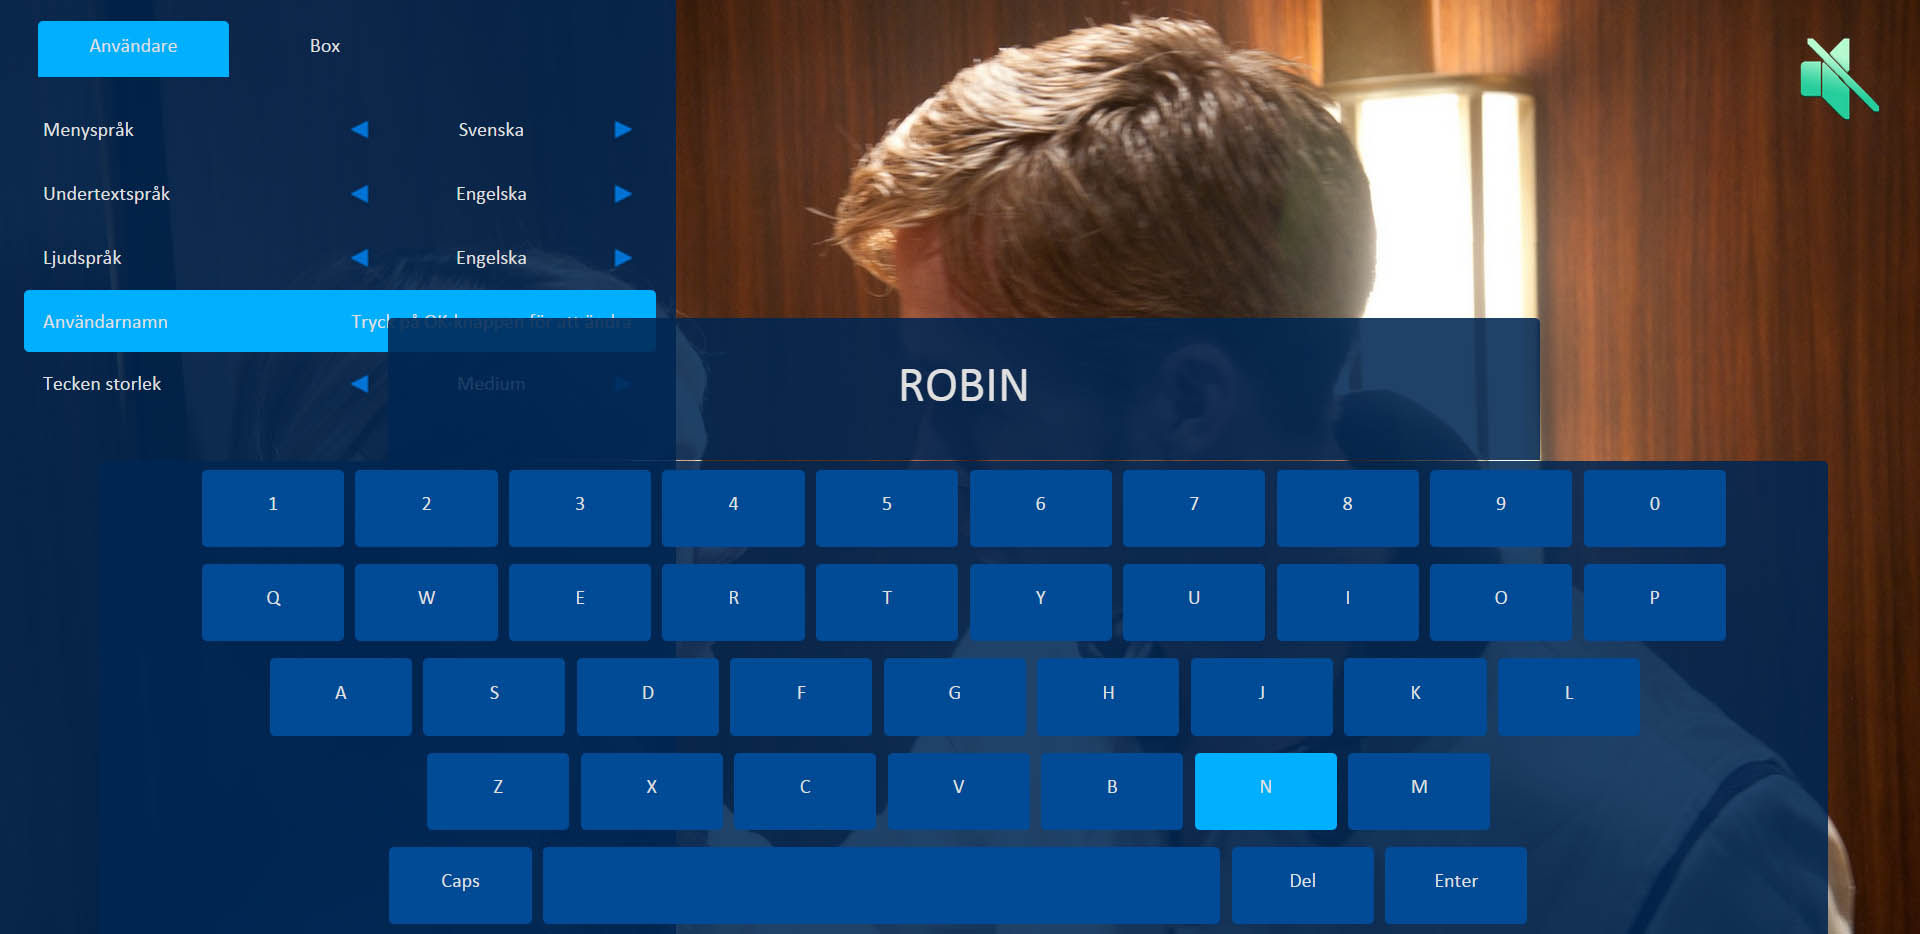 Användare Box
Menyspråk Svenska
Undertextspråk Engelska
Ljudspråk Engelska
Användarnamn Tryck på OK-knappen för att ändra
Tecken storlek Medium
ROBIN
1 2 3 4 5 6 7 8 9 0
Q W E R T Y U I O P
A S D F G H J K L
Z X C V B N M
Caps Del Enter